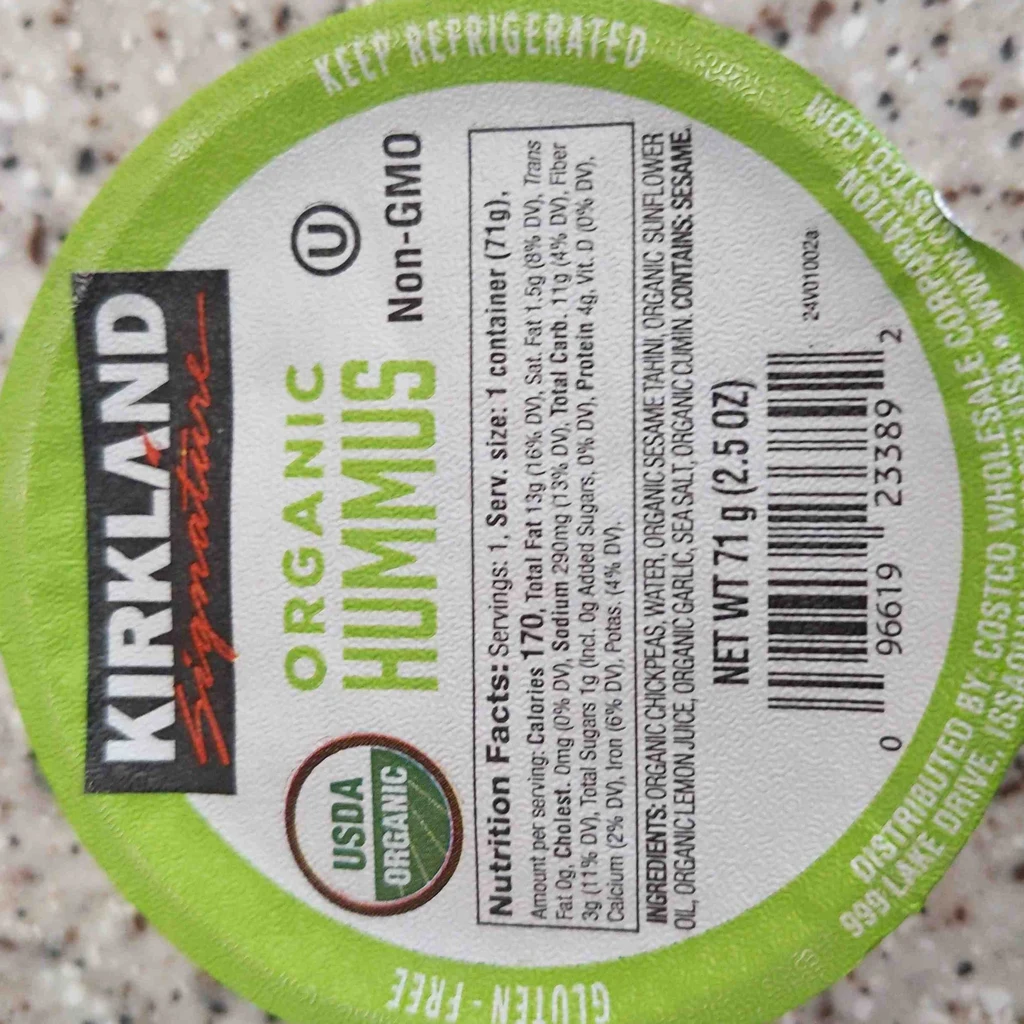 KEEP REFRIGERATED
KIRKLAND
Signature
ORGANIC
HUMMUS
U
Non-GMO
USDA
ORGANIC
Nutrition Facts: Servings: 1, Serv. size: 1 container (71g),
Amount per serving: Calories 170, Total Fat 13g (16% DV), Sat. Fat 1.5g (8% DV), Trans
Fat 0g, Cholest. 0mg (0% DV), Sodium 290mg (13% DV), Total Carb. 11g (4% DV), Fiber
3g (11% DV), Total Sugars 1g (Incl. 0g Added Sugars, 0% DV), Protein 4g, Vit. D (0% DV),
Calcium (2% DV), Iron (6% DV), Potas. (4% DV).
INGREDIENTS: ORGANIC CHICKPEAS, WATER, ORGANIC SESAME TAHINI, ORGANIC SUNFLOWER
OIL, ORGANIC LEMON JUICE, ORGANIC GARLIC, SEA SALT, ORGANIC CUMIN. CONTAINS: SESAME.
NET WT 71 g (2.5 OZ)
24V01002a
0 96619 23389 2
GLUTEN-FREE
DISTRIBUTED BY: COSTCO WHOLESALE CORPORATION
999 LAKE DRIVE, USA • WWW. .COM